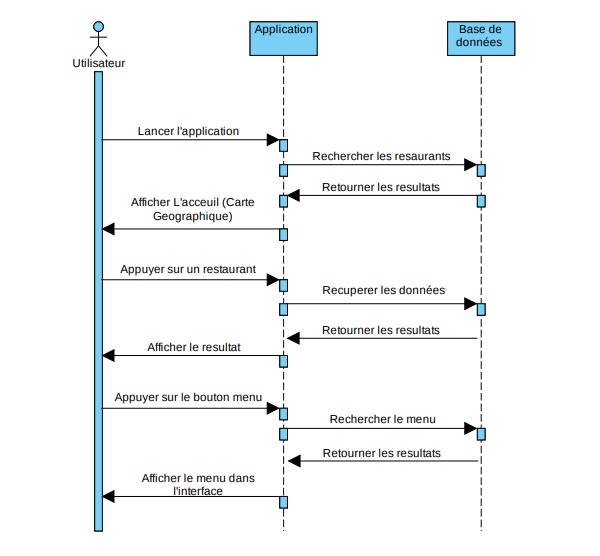 Utilisateur
Application
Base de
données
Lancer l'application
Rechercher les resaurants
Retourner les resultats
Afficher L'acceuil (Carte
Geographique)
Appuyer sur un restaurant
Recuperer les données
Retourner les resultats
Afficher le resultat
Appuyer sur le bouton menu
Rechercher le menu
Retourner les resultats
Afficher le menu dans
l'interface